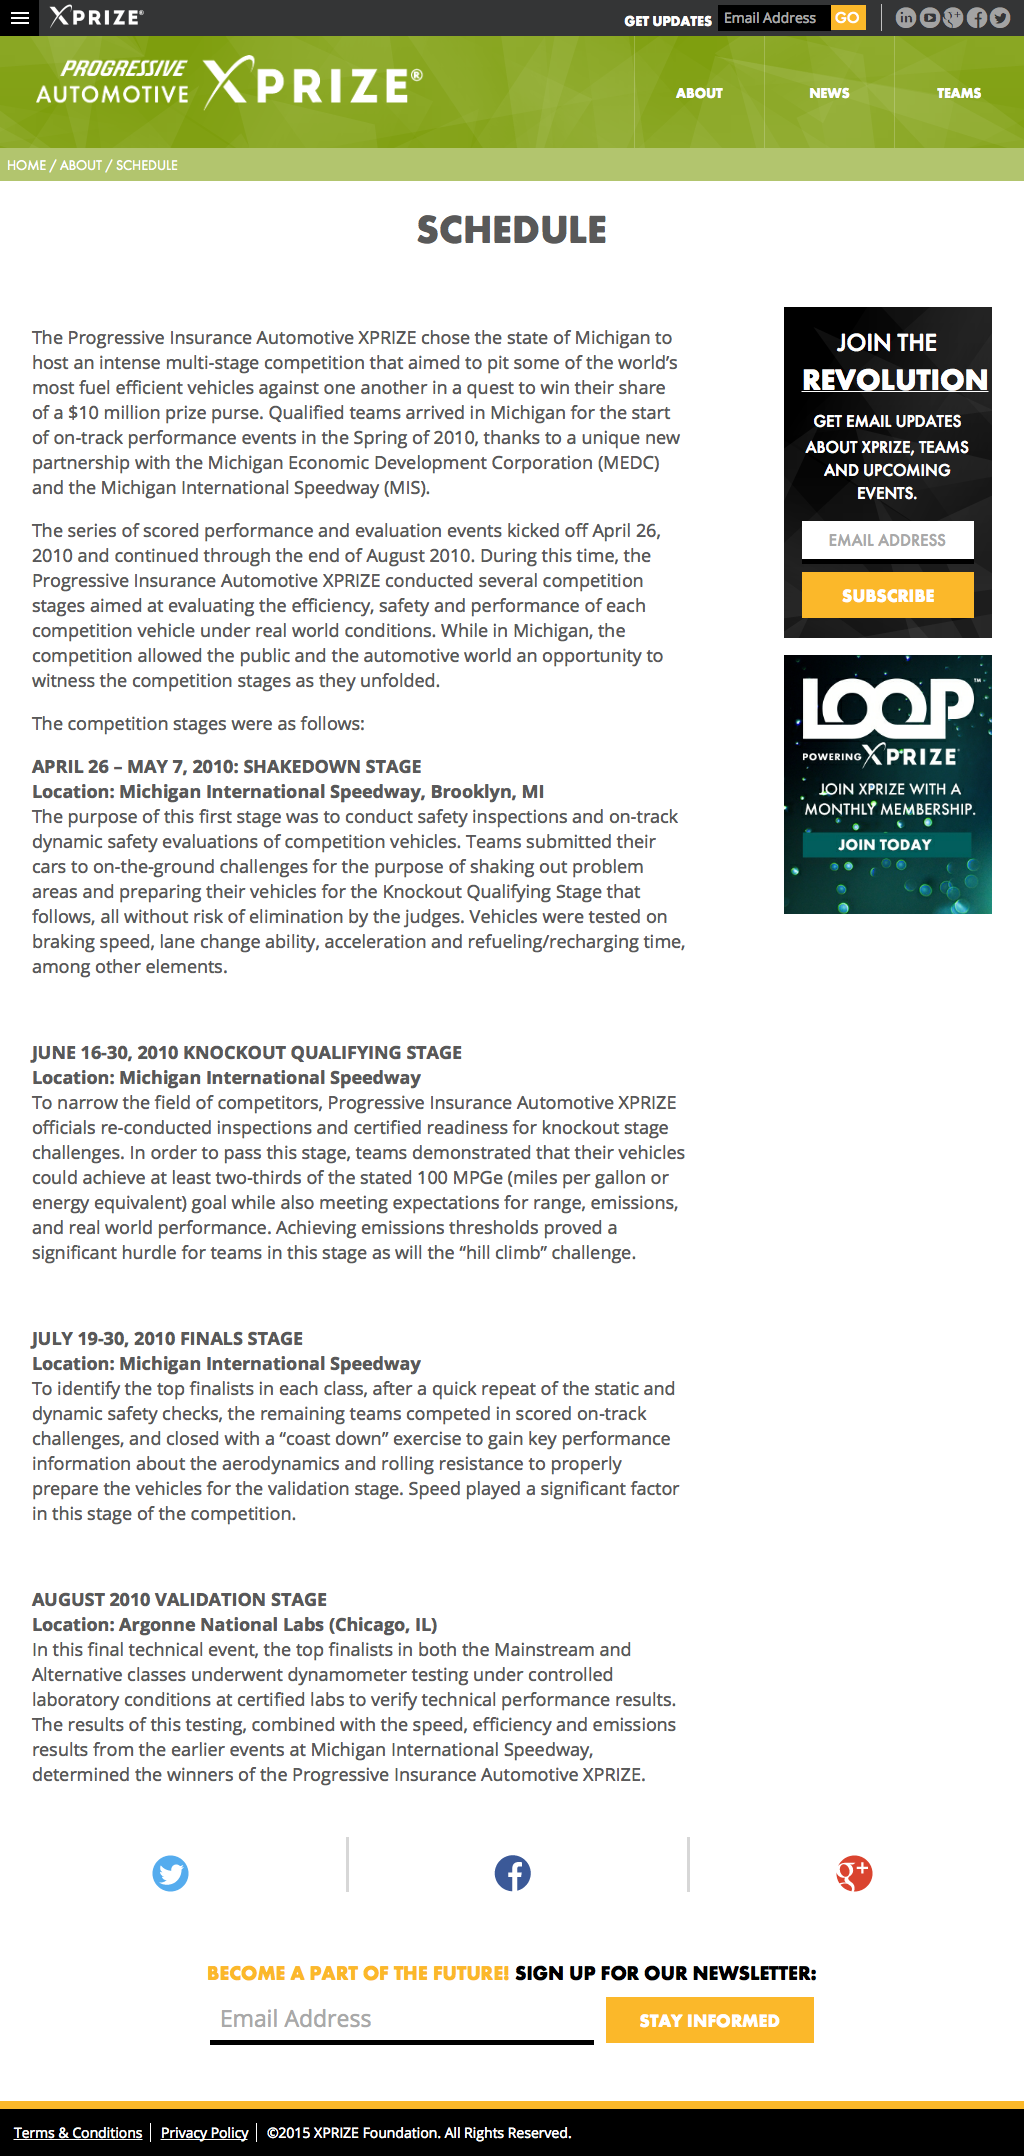 XPRIZE®
GET UPDATES Email Address GO
PROGRESSIVE AUTOMOTIVE XPRIZE®
ABOUT NEWS TEAMS
HOME / ABOUT / SCHEDULE
SCHEDULE
The Progressive Insurance Automotive XPRIZE chose the state of Michigan to
host an intense multi-stage competition that aimed to pit some of the world's
most fuel efficient vehicles against one another in a quest to win their share
of a $10 million prize purse. Qualified teams arrived in Michigan for the start
of on-track performance events in the Spring of 2010, thanks to a unique new
partnership with the Michigan Economic Development Corporation (MEDC)
and the Michigan International Speedway (MIS).
The series of scored performance and evaluation events kicked off April 26,
2010 and continued through the end of August 2010. During this time, the
Progressive Insurance Automotive XPRIZE conducted several competition
stages aimed at evaluating the efficiency, safety and performance of each
competition vehicle under real world conditions. While in Michigan, the
competition allowed the public and the automotive world an opportunity to
witness the competition stages as they unfolded.
The competition stages were as follows:
APRIL 26 – MAY 7, 2010: SHAKEDOWN STAGE
Location: Michigan International Speedway, Brooklyn, MI
The purpose of this first stage was to conduct safety inspections and on-track
dynamic safety evaluations of competition vehicles. Teams submitted their
cars to on-the-ground challenges for the purpose of shaking out problem
areas and preparing their vehicles for the Knockout Qualifying Stage that
follows, all without risk of elimination by the judges. Vehicles were tested on
braking speed, lane change ability, acceleration and refueling/recharging time,
among other elements.
JUNE 16-30, 2010 KNOCKOUT QUALIFYING STAGE
Location: Michigan International Speedway
To narrow the field of competitors, Progressive Insurance Automotive XPRIZE
officials re-conducted inspections and certified readiness for knockout stage
challenges. In order to pass this stage, teams demonstrated that their vehicles
could achieve at least two-thirds of the stated 100 MPGe (miles per gallon or
energy equivalent) goal while also meeting expectations for range, emissions,
and real world performance. Achieving emissions thresholds proved a
significant hurdle for teams in this stage as will the “hill climb” challenge.
JULY 19-30, 2010 FINALS STAGE
Location: Michigan International Speedway
To identify the top finalists in each class, after a quick repeat of the static and
dynamic safety checks, the remaining teams competed in scored on-track
challenges, and closed with a “coast down” exercise to gain key performance
information about the aerodynamics and rolling resistance to properly
prepare the vehicles for the validation stage. Speed played a significant factor
in this stage of the competition.
AUGUST 2010 VALIDATION STAGE
Location: Argonne National Labs (Chicago, IL)
In this final technical event, the top finalists in both the Mainstream and
Alternative classes underwent dynamometer testing under controlled
laboratory conditions at certified labs to verify technical performance results.
The results of this testing, combined with the speed, efficiency and emissions
results from the earlier events at Michigan International Speedway,
determined the winners of the Progressive Insurance Automotive XPRIZE.
JOIN THE
REVOLUTION
GET EMAIL UPDATES
ABOUT XPRIZE, TEAMS
AND UPCOMING
EVENTS.
EMAIL ADDRESS
SUBSCRIBE
LOOP™
POWERING XPRIZE
JOIN XPRIZE WITH A
MONTHLY MEMBERSHIP.
JOIN TODAY
BECOME A PART OF THE FUTURE! SIGN UP FOR OUR NEWSLETTER:
Email Address STAY INFORMED
Terms & Conditions | Privacy Policy | ©2015 XPRIZE Foundation. All Rights Reserved.